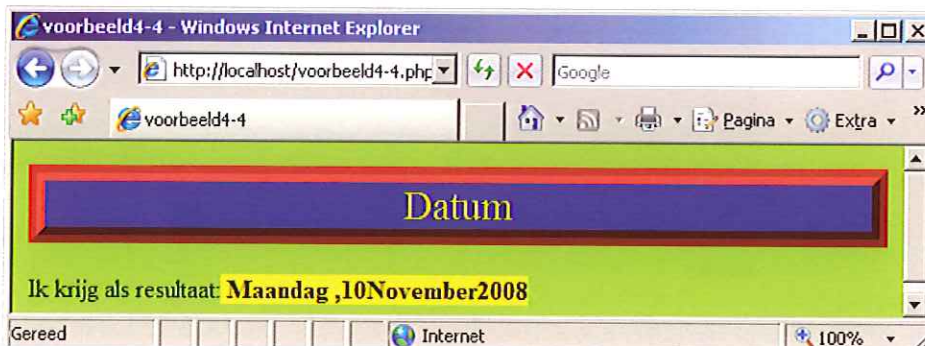 voorbeeld4-4 - Windows Internet Explorer
http://localhost/voorbeeld4-4.php
Google
voorbeeld4-4
Pagina
Extra
Datum
Ik krijg als resultaat: Maandag ,10November2008
Gereed
Internet
100%